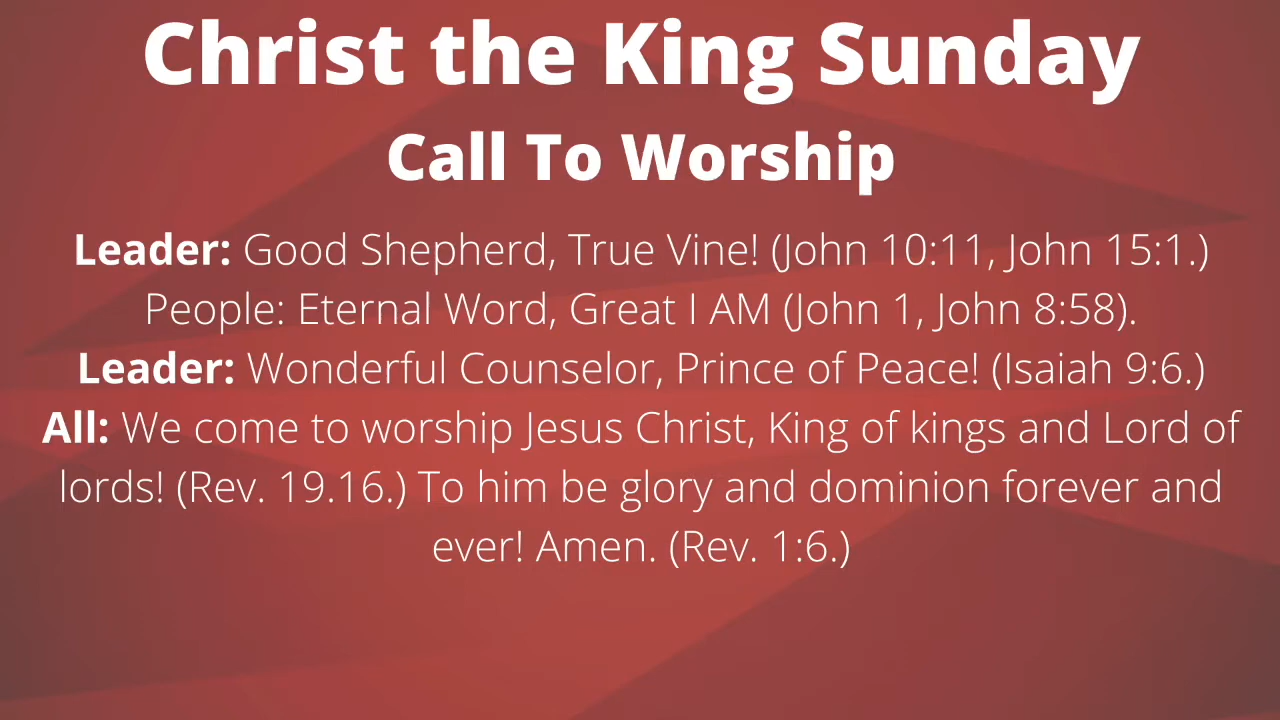 Christ the King Sunday
Call To Worship
Leader: Good Shepherd, True Vine! (John 10:11, John 15:1.)
People: Eternal Word, Great I AM (John 1, John 8:58).
Leader: Wonderful Counselor, Prince of Peace! (Isaiah 9:6.)
All: We come to worship Jesus Christ, King of kings and Lord of
lords! (Rev. 19.16.) To him be glory and dominion forever and
ever! Amen. (Rev. 1:6.)